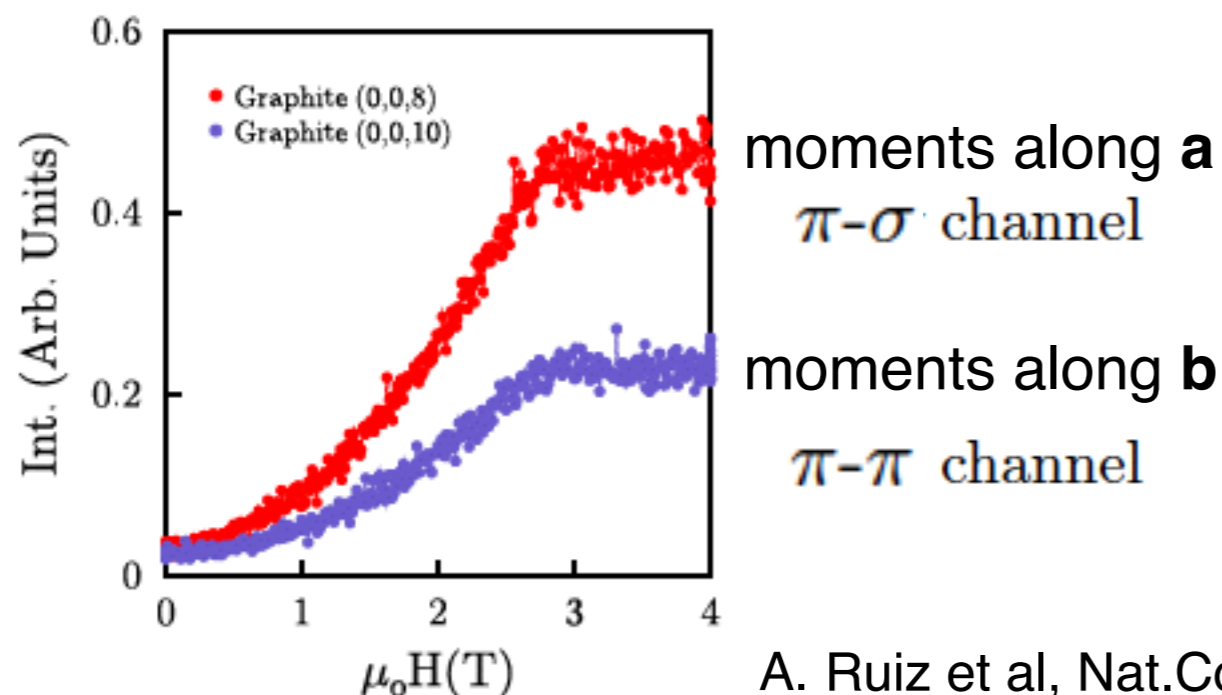 0.6
Graphite (0,0,8)
Graphite (0,0,10)
moments along a
π-σ channel
0.4
moments along b
0.2
π-π channel
0
0 1 2 3 4
Int. (Arb. Units)
μₒH(T)
A. Ruiz et al, Nat.Co